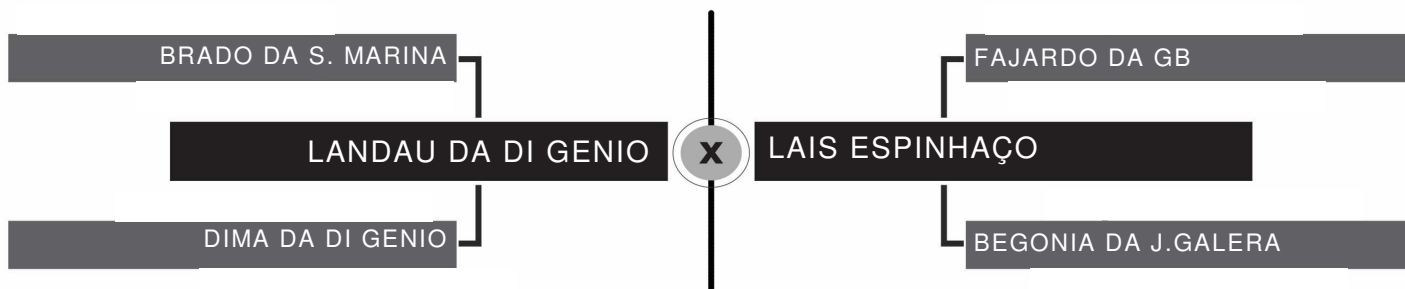 BRADO DA S. MARINA
FAJARDO DA GB
LANDAU DA DI GENIO
X
LAIS ESPINHAÇO
DIMA DA DI GENIO
BEGONIA DA J.GALERA